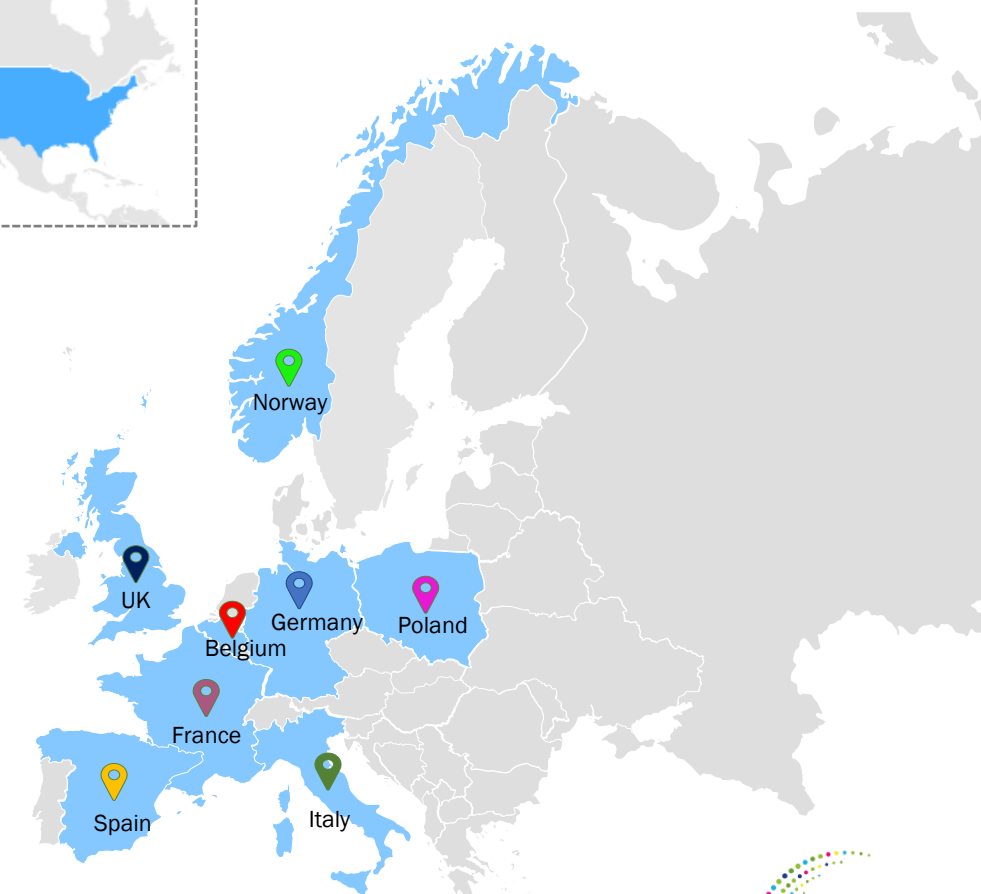 Norway
UK
Germany
Poland
Belgium
France
Spain
Italy